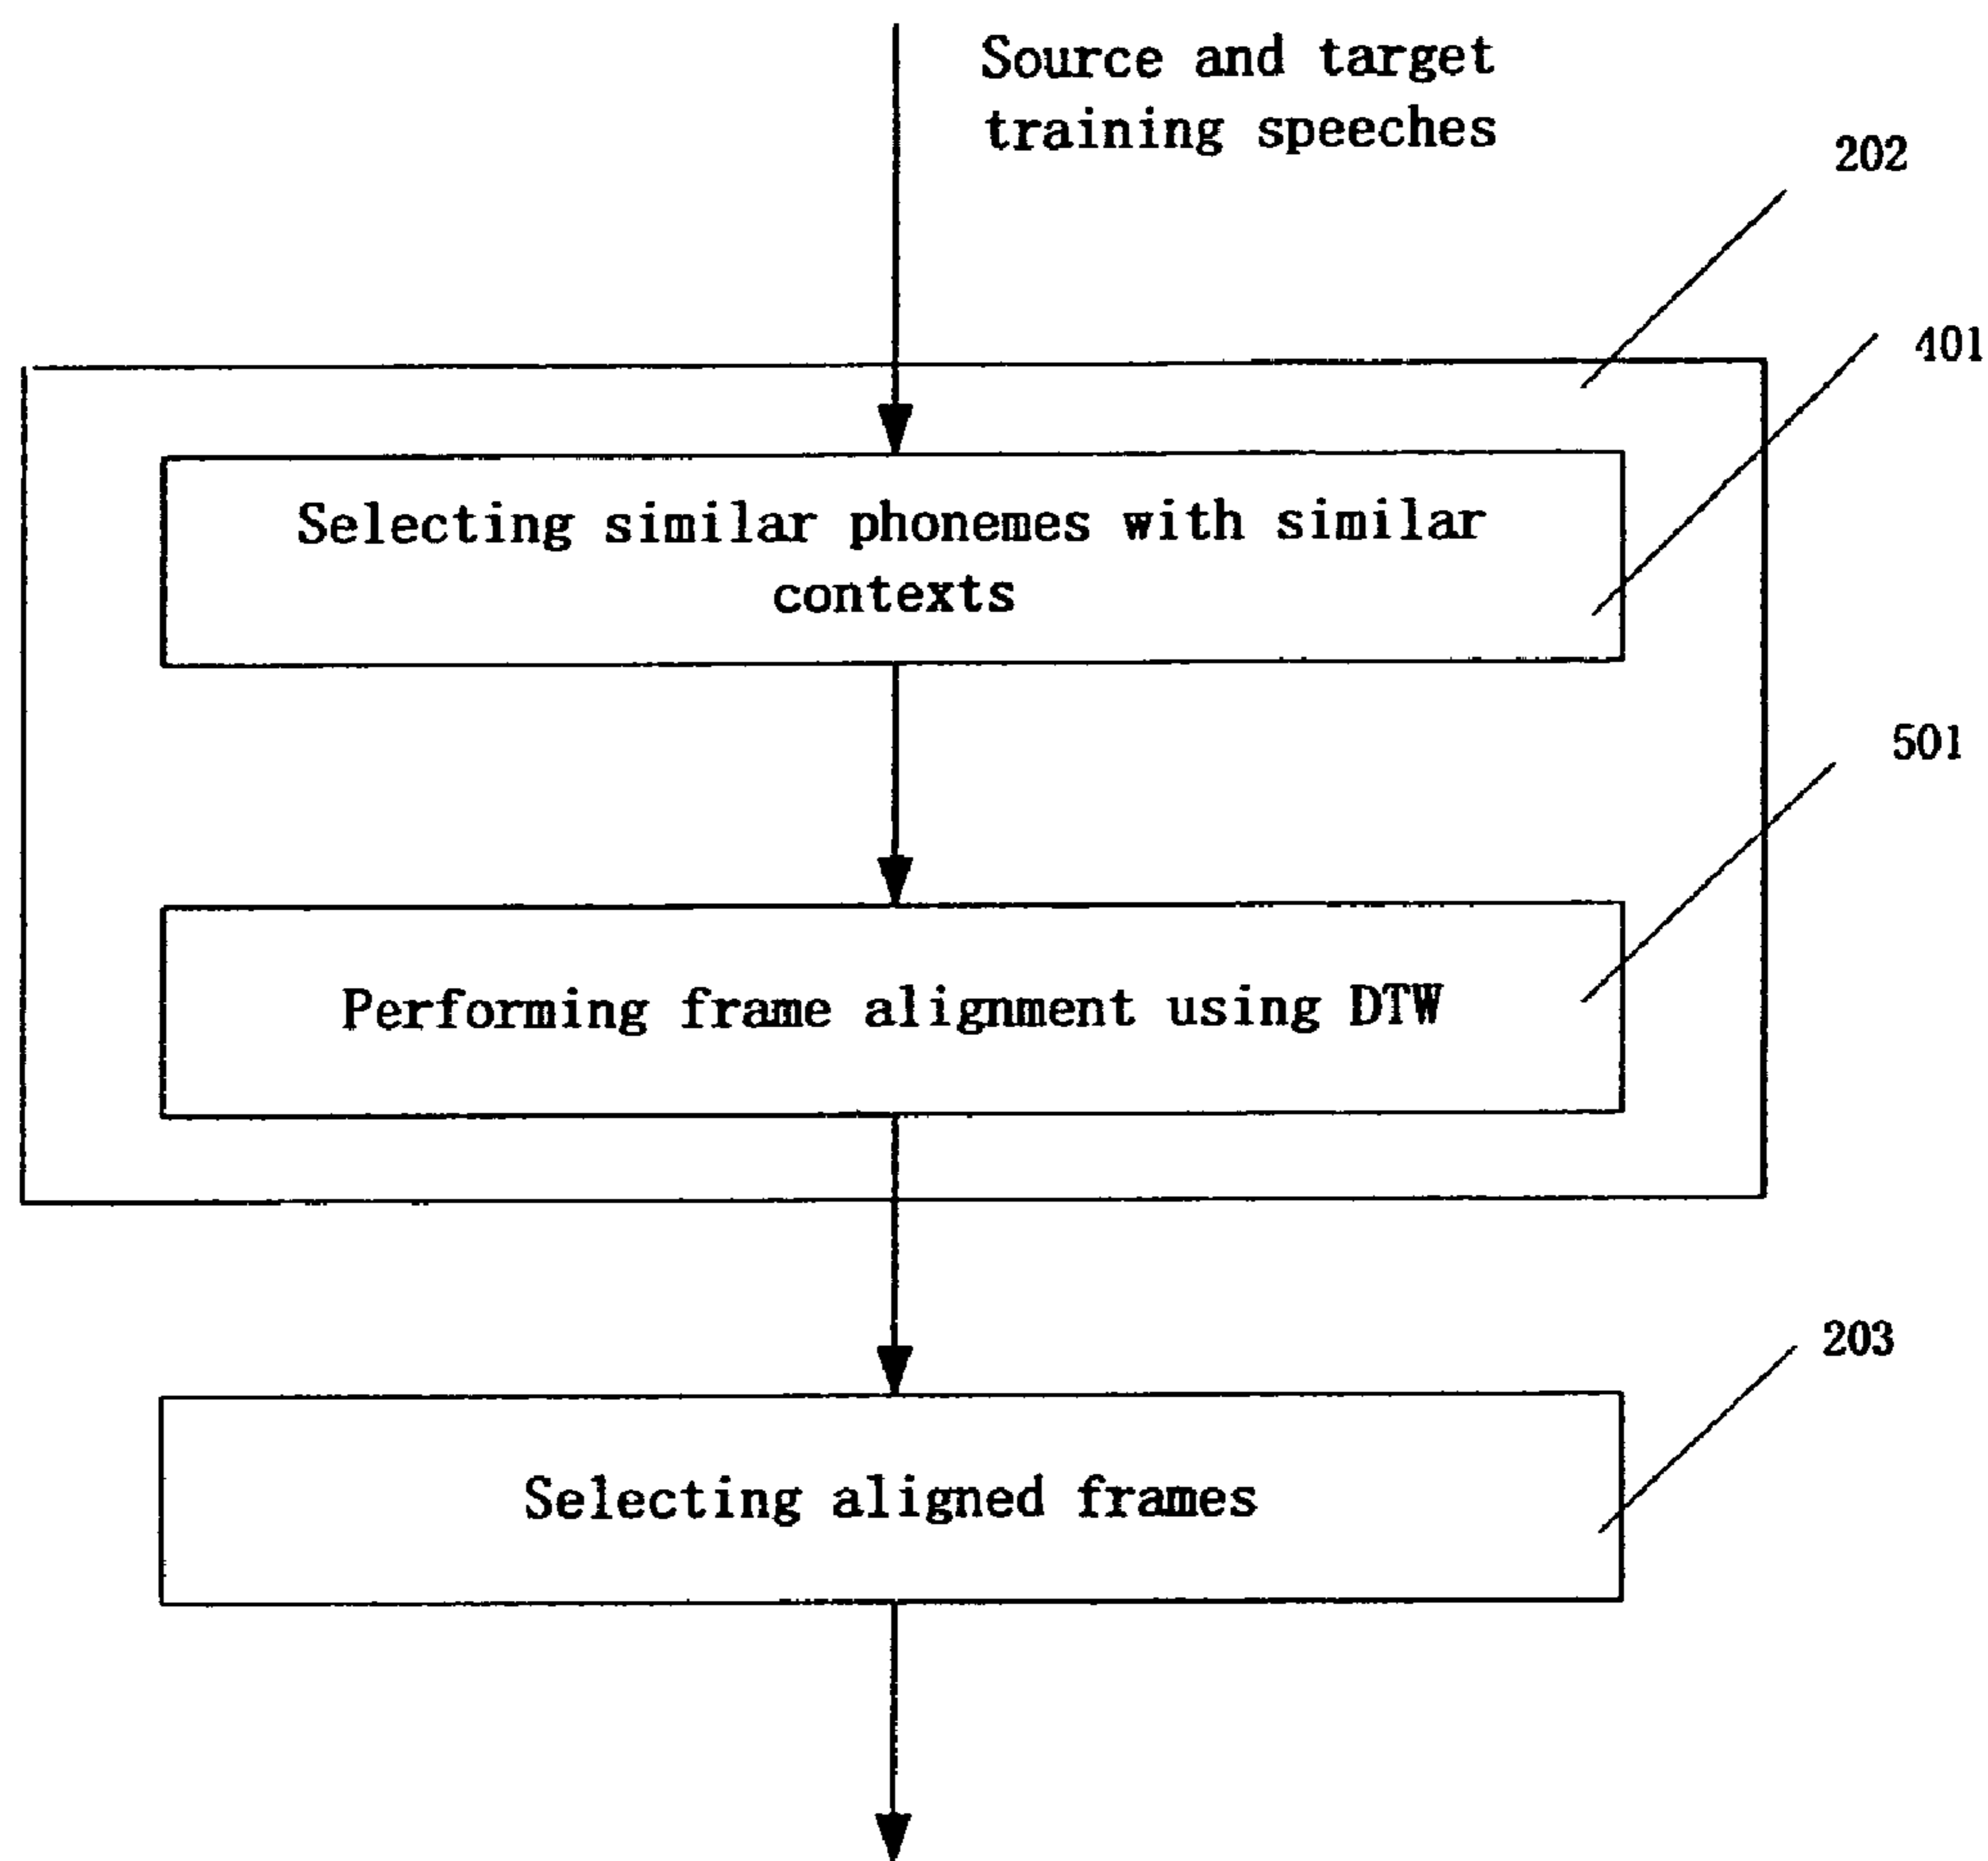 Source and target
training speeches
202
401
Selecting similar phonemes with similar
contexts
501
Performing frame alignment using DTW
203
Selecting aligned frames